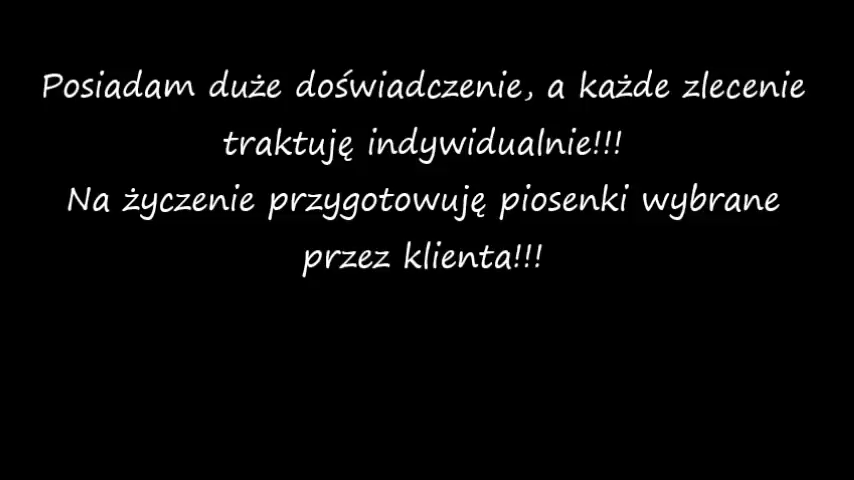 Posiadam duże doświadczenie, a każde zlecenie
traktuję indywidualnie!!!
Na życzenie przygotowuję piosenki wybrane
przez klienta!!!